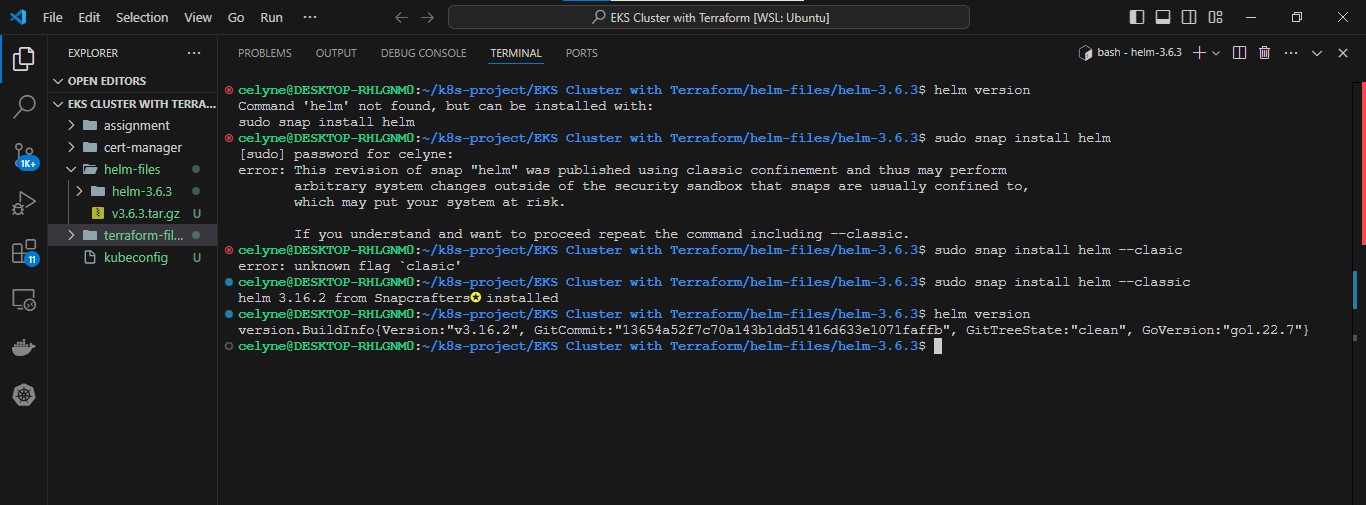 File Edit Selection View Go Run ···
EKS Cluster with Terraform [WSL: Ubuntu]
EXPLORER ···
OPEN EDITORS
EKS CLUSTER WITH TERRA...
assignment
cert-manager
helm-files
helm-3.6.3
v3.6.3.tar.gz U
terraform-fil...
kubeconfig U
1K+
11
PROBLEMS OUTPUT DEBUG CONSOLE TERMINAL PORTS
bash - helm-3.6.3
celyne@DESKTOP-RHLGNM0:~/k8s-project/EKS Cluster with Terraform/helm-files/helm-3.6.3$ helm version
Command 'helm' not found, but can be installed with:
sudo snap install helm
celyne@DESKTOP-RHLGNM0:~/k8s-project/EKS Cluster with Terraform/helm-files/helm-3.6.3$ sudo snap install helm
[sudo] password for celyne:
error: This revision of snap "helm" was published using classic confinement and thus may perform
arbitrary system changes outside of the security sandbox that snaps are usually confined to,
which may put your system at risk.
If you understand and want to proceed repeat the command including --classic.
celyne@DESKTOP-RHLGNM0:~/k8s-project/EKS Cluster with Terraform/helm-files/helm-3.6.3$ sudo snap install helm --clasic
error: unknown flag `clasic'
celyne@DESKTOP-RHLGNM0:~/k8s-project/EKS Cluster with Terraform/helm-files/helm-3.6.3$ sudo snap install helm --classic
helm 3.16.2 from Snapcrafters✪ installed
celyne@DESKTOP-RHLGNM0:~/k8s-project/EKS Cluster with Terraform/helm-files/helm-3.6.3$ helm version
version.BuildInfo{Version:"v3.16.2", GitCommit:"13654a52f7c70a143b1dd51416d633e1071faffb", GitTreeState:"clean", GoVersion:"go1.22.7"}
celyne@DESKTOP-RHLGNM0:~/k8s-project/EKS Cluster with Terraform/helm-files/helm-3.6.3$